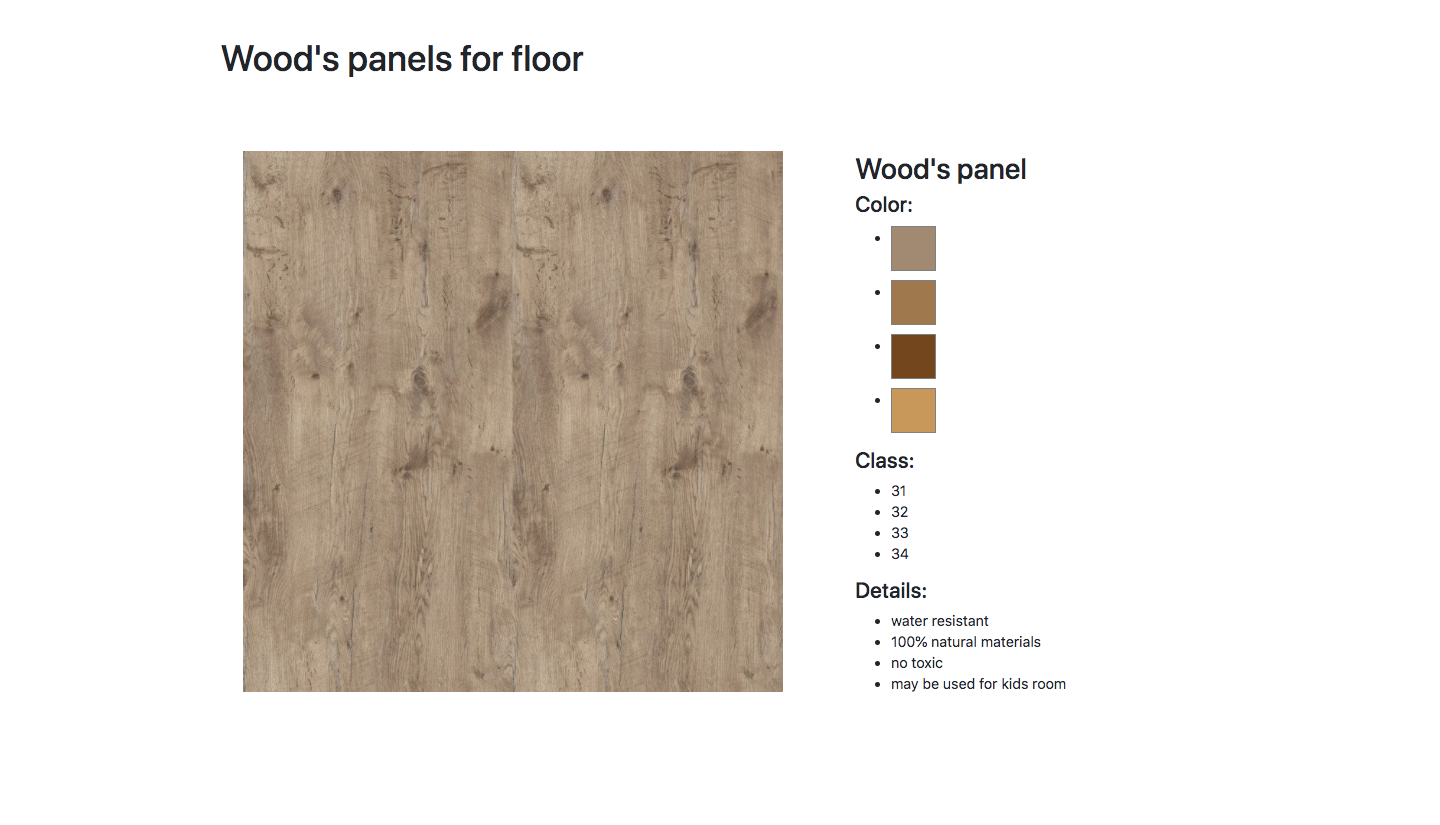 Wood's panels for floor
Wood's panel
Color:
Class:
31
32
33
34
Details:
water resistant
100% natural materials
no toxic
may be used for kids room